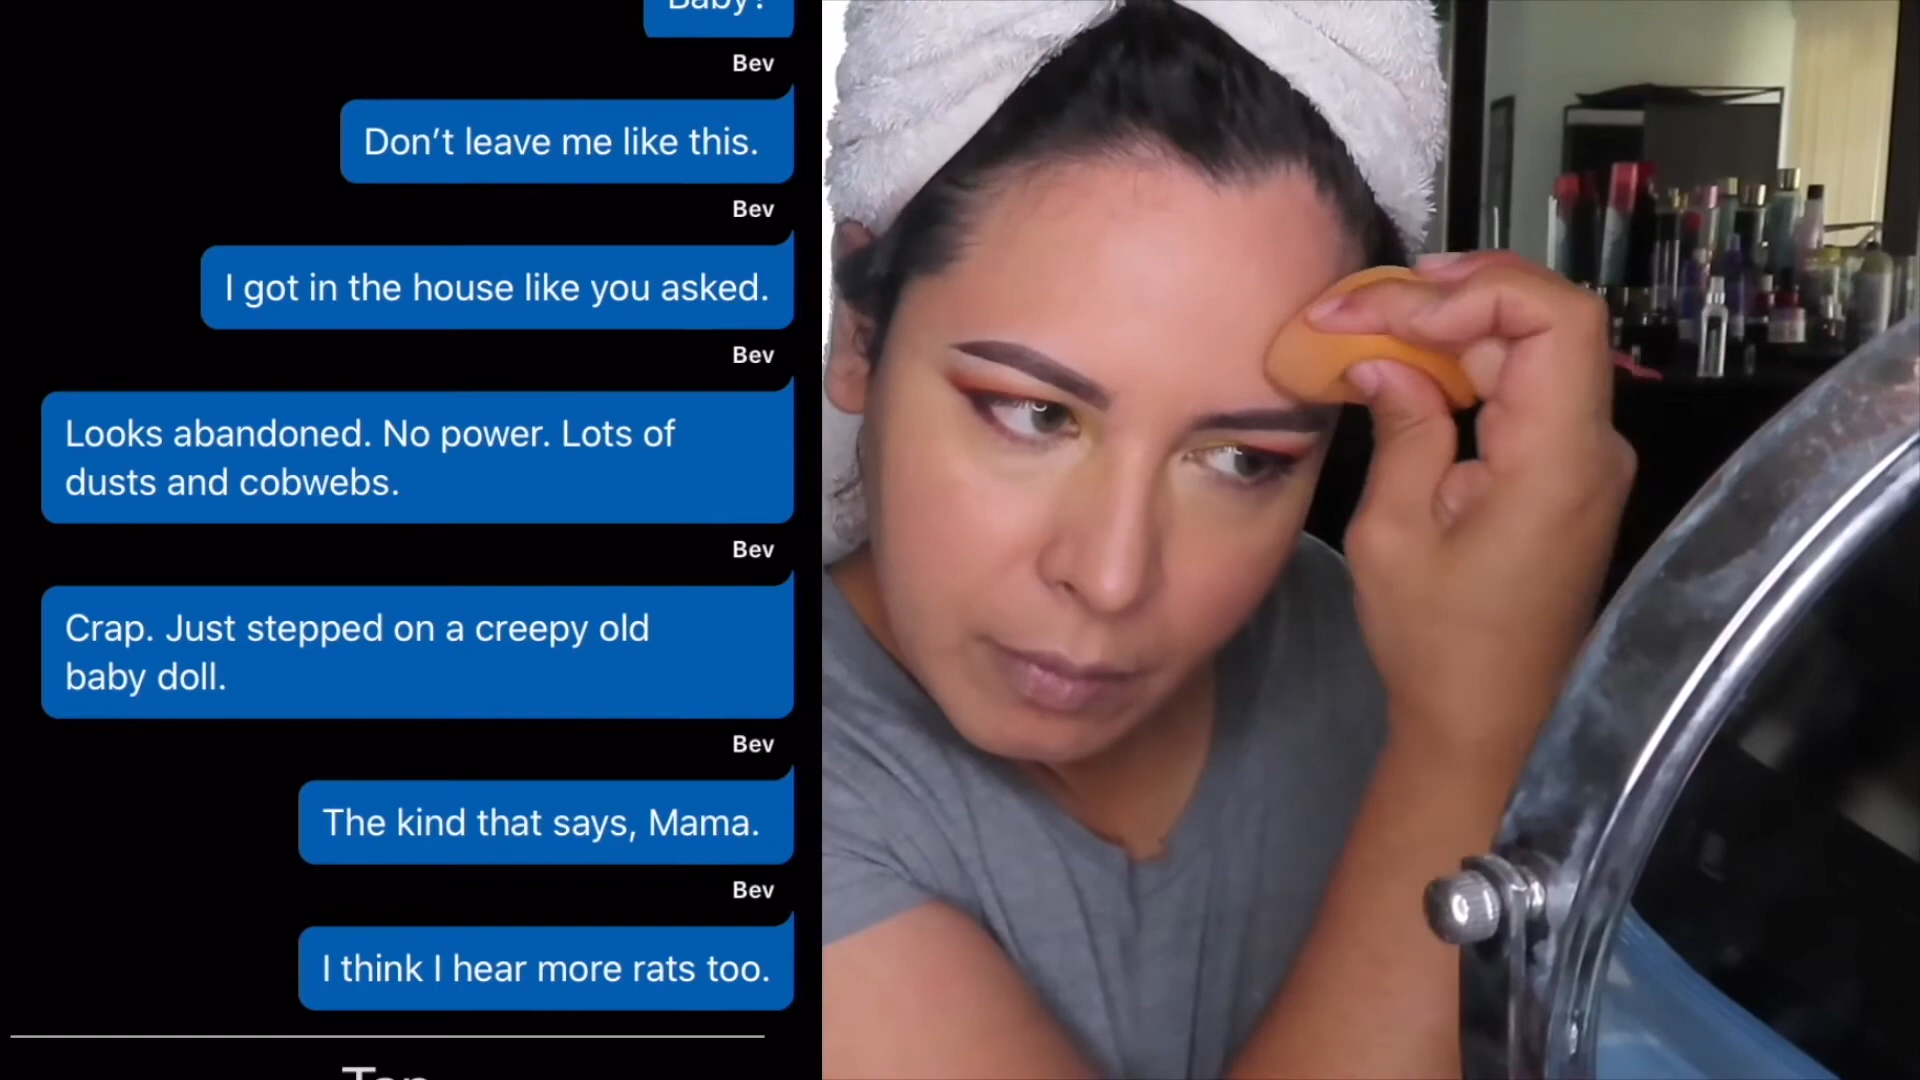 Baby?
Bev
Don’t leave me like this.
Bev
I got in the house like you asked.
Bev
Looks abandoned. No power. Lots of
dusts and cobwebs.
Bev
Crap. Just stepped on a creepy old
baby doll.
Bev
The kind that says, Mama.
Bev
I think I hear more rats too.
Tap